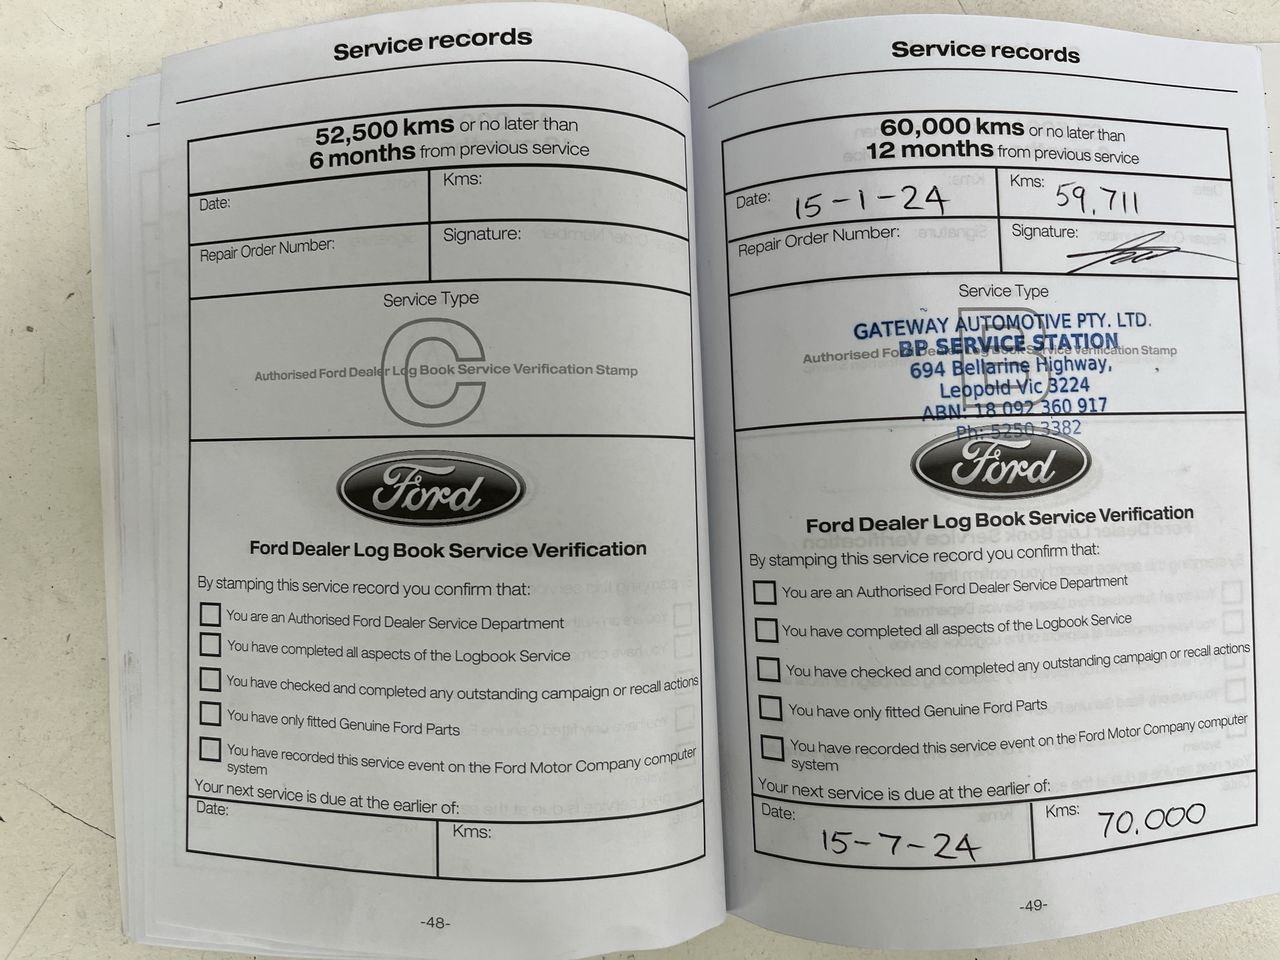 Service records
52,500 kms or no later than
6 months from previous service
Date:
Kms:
Repair Order Number:
Signature:
Service Type
C
Authorised Ford Dealer Log Book Service Verification Stamp
Ford
Ford Dealer Log Book Service Verification
By stamping this service record you confirm that:
You are an Authorised Ford Dealer Service Department
You have completed all aspects of the Logbook Service
You have checked and completed any outstanding campaign or recall actions
You have only fitted Genuine Ford Parts
You have recorded this service event on the Ford Motor Company computer
system
Your next service is due at the earlier of:
Date:
Kms:
-48-
Service records
60,000 kms or no later than
12 months from previous service
Date: 15-1-24
Kms: 59,711
Repair Order Number:
Signature:
Service Type
B
Authorised Ford Dealer Log Book Service Verification Stamp
GATEWAY AUTOMOTIVE PTY. LTD.
BP SERVICE STATION
694 Bellarine Highway,
Leopold Vic 3224
ABN: 18 092 360 917
Ph: 5250 3382
Ford
Ford Dealer Log Book Service Verification
By stamping this service record you confirm that:
You are an Authorised Ford Dealer Service Department
You have completed all aspects of the Logbook Service
You have checked and completed any outstanding campaign or recall actions
You have only fitted Genuine Ford Parts
You have recorded this service event on the Ford Motor Company computer
system
Your next service is due at the earlier of:
Date: 15-7-24
Kms: 70,000
-49-